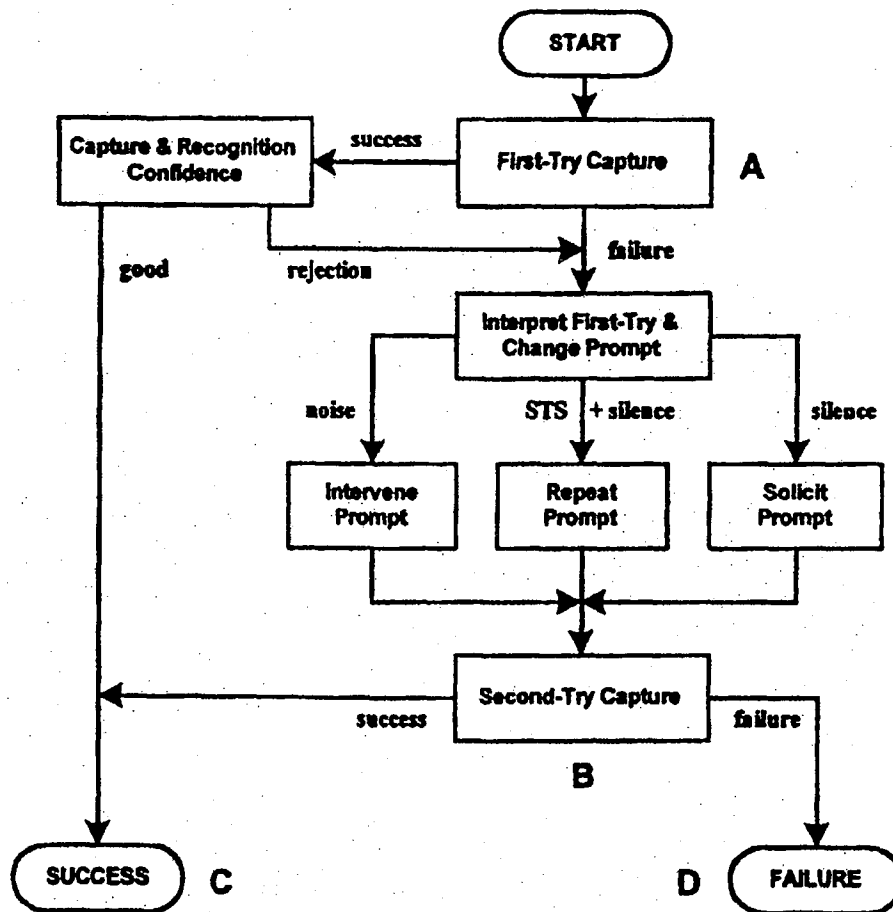 START
Capture & Recognition
Confidence
success
First-Try Capture
A
good
rejection
failure
Interpret First-Try &
Change Prompt
noise
STS + silence
silence
Intervene
Prompt
Repeat
Prompt
Solicit
Prompt
Second-Try Capture
success
failure
B
SUCCESS
C
D
FAILURE